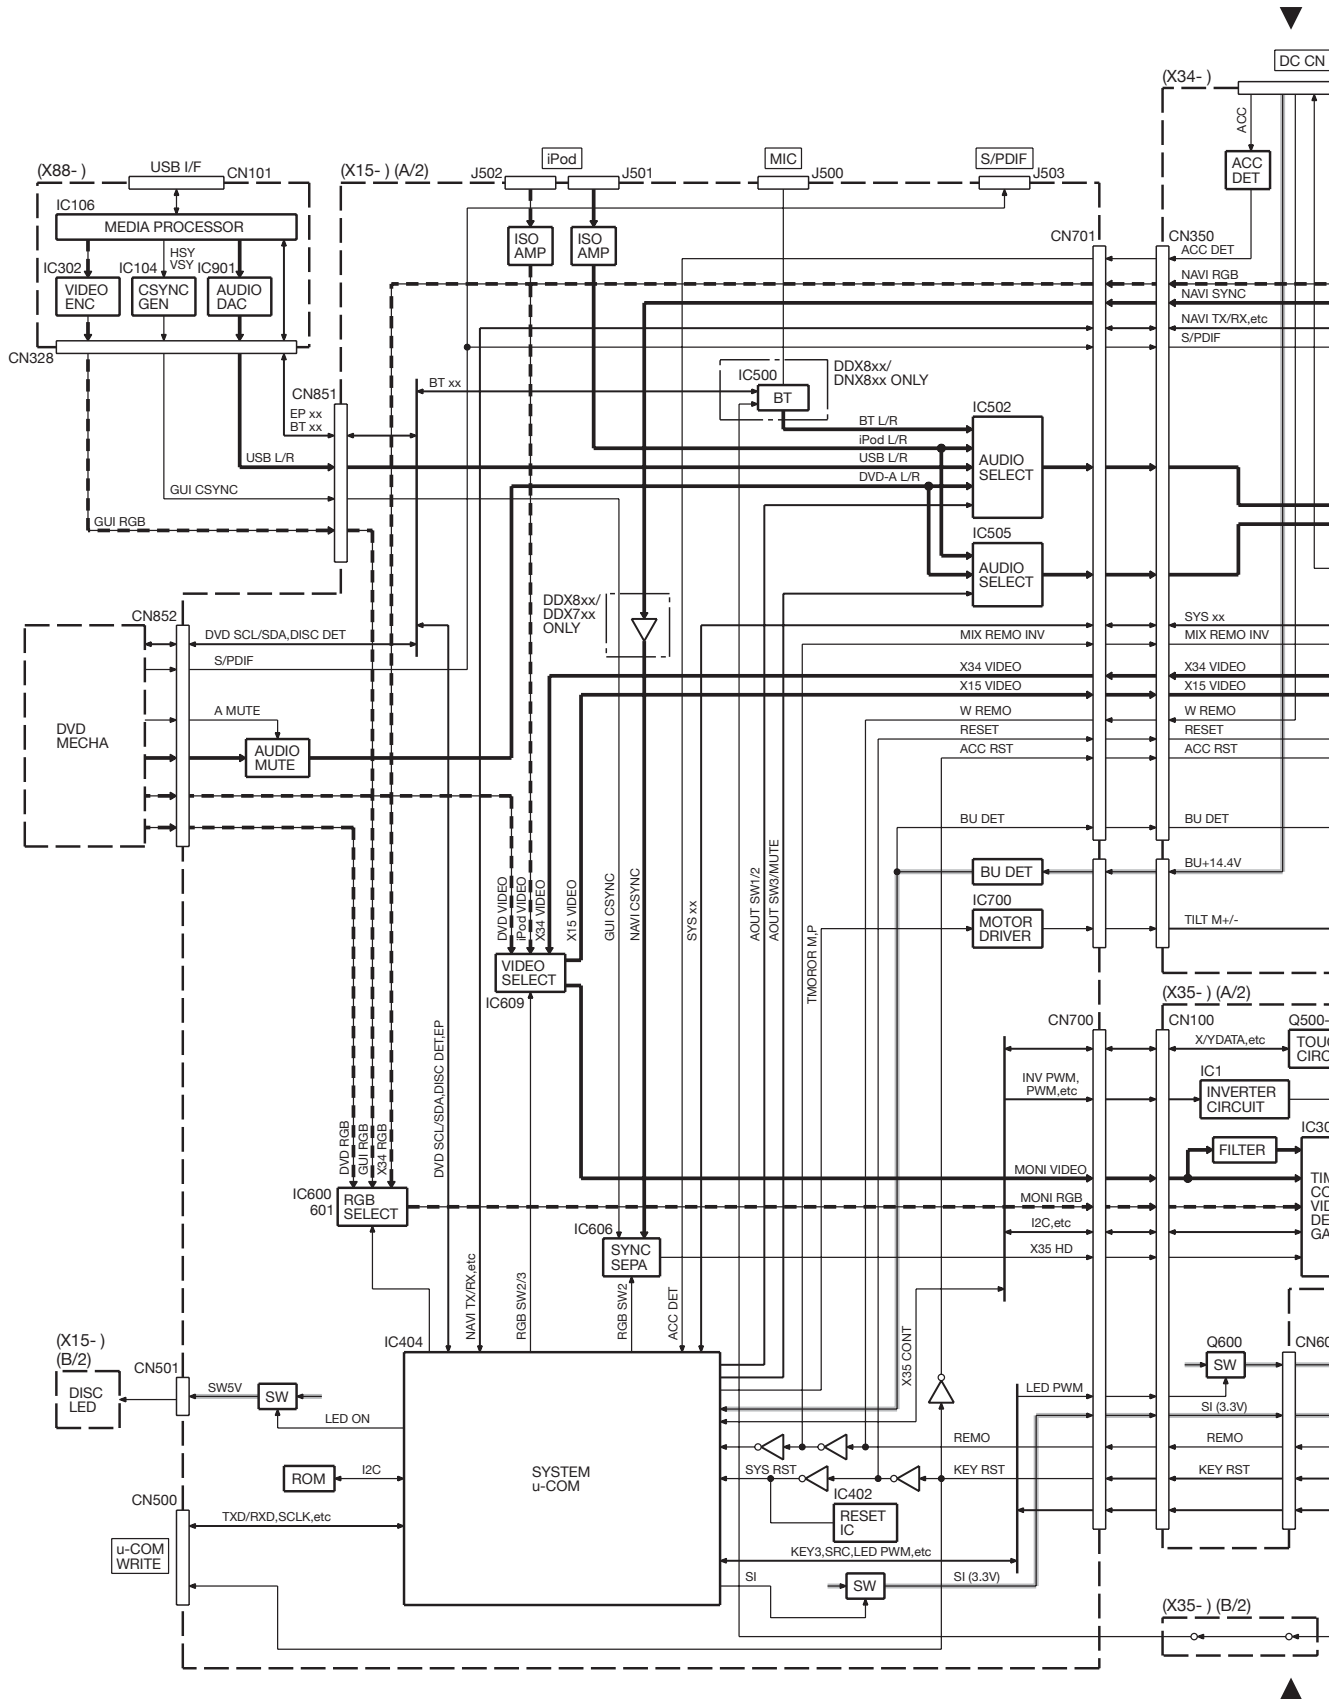 DC CN
(X34- )
ACC
ACC
DET
(X88- )
USB I/F
CN101
IC106
MEDIA PROCESSOR
HSY
VSY
IC302
IC104
IC901
VIDEO
ENC
CSYNC
GEN
AUDIO
DAC
CN328
(X15- ) (A/2)
iPod
MIC
S/PDIF
J502
J501
J500
J503
ISO
AMP
ISO
AMP
CN701
CN350
ACC DET
NAVI RGB
NAVI SYNC
NAVI TX/RX,etc
S/PDIF
CN851
EP xx
BT xx
BT xx
IC500
BT
DDX8xx/
DNX8xx ONLY
USB L/R
GUI CSYNC
GUI RGB
BT L/R
iPod L/R
USB L/R
DVD-A L/R
IC502
AUDIO
SELECT
IC505
AUDIO
SELECT
CN852
DVD SCL/SDA,DISC DET
S/PDIF
A MUTE
DVD
MECHA
AUDIO
MUTE
DDX8xx/
DDX7xx
ONLY
SYS xx
MIX REMO INV
MIX REMO INV
X34 VIDEO
X34 VIDEO
X15 VIDEO
X15 VIDEO
W REMO
W REMO
RESET
RESET
ACC RST
ACC RST
BU DET
BU DET
BU DET
BU+14.4V
IC700
MOTOR
DRIVER
TILT M+/-
DVD VIDEO
iPod VIDEO
X34 VIDEO
X15 VIDEO
GUI CSYNC
NAVI CSYNC
SYS xx
AOUT SW1/2
AOUT SW3/MUTE
TMOROR M,P
VIDEO
SELECT
IC609
(X35- ) (A/2)
CN700
CN100
Q500-
X/YDATA,etc
TOUC
CIRC
INV PWM,
PWM,etc
IC1
INVERTER
CIRCUIT
IC30
FILTER
MONI VIDEO
MONI RGB
I2C,etc
X35 HD
TIM
CO
VID
DE
GA
DVD RGB
GUI RGB
X34 RGB
DVD SCL/SDA,DISC DET,EP
IC600
601
RGB
SELECT
IC606
SYNC
SEPA
NAVI TX/RX,etc
RGB SW2/3
RGB SW2
ACC DET
X35 CONT
(X15- )
(B/2)
DISC
LED
CN501
SW5V
SW
LED ON
IC404
SYSTEM
u-COM
ROM
I2C
CN500
TXD/RXD,SCLK,etc
u-COM
WRITE
Q600
SW
CN60
LED PWM
SI (3.3V)
REMO
REMO
SYS RST
KEY RST
KEY RST
IC402
RESET
IC
KEY3,SRC,LED PWM,etc
SI
SW
SI (3.3V)
(X35- ) (B/2)